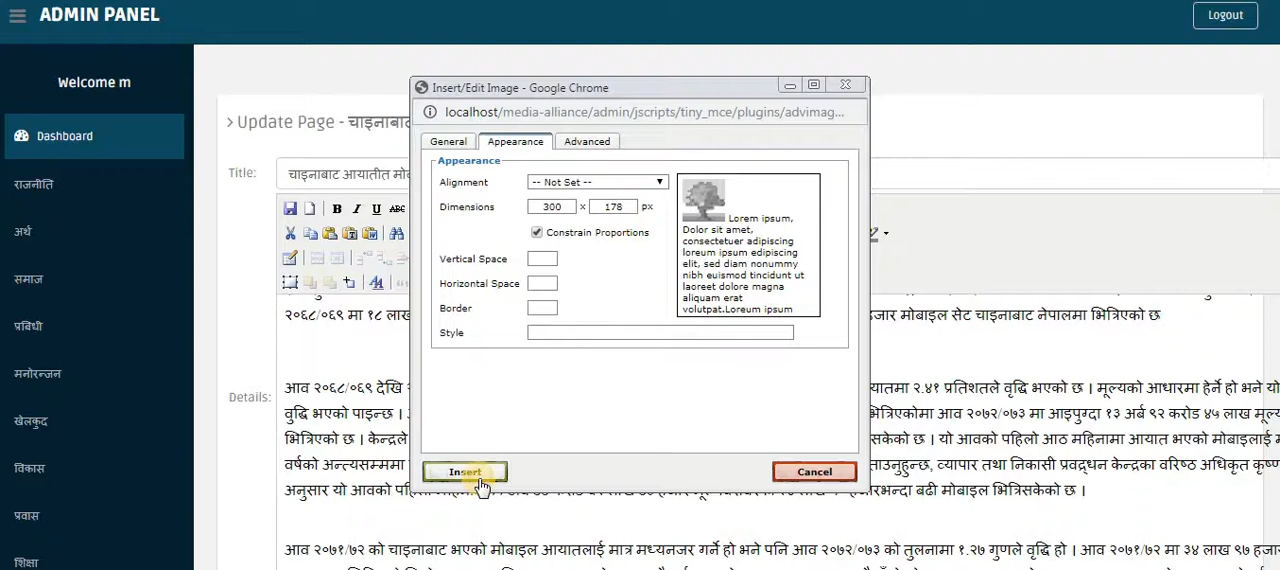 ADMIN PANEL
Logout
Welcome m
Dashboard
राजनीति
अर्थ
समाज
प्रबिधी
मनोरन्जन
खेलकुद
विकास
प्रवास
शिक्षा
Update Page - चाइनाबाट
Title:
चाइनाबाट आयातीत
Details:
Insert/Edit Image - Google Chrome
localhost/media-alliance/admin/jscripts/tiny_mce/plugins/advimag...
General
Appearance
Advanced
Appearance
Alignment
-- Not Set --
Dimensions
300 x 178 px
Constrain Proportions
Vertical Space
Horizontal Space
Border
Style
Lorem ipsum,
Dolor sit amet,
consectetuer adipiscing
loreum ipsum edipiscing
elit, sed diam nonummy
nibh euismod tincidunt ut
laoreet dolore magna
aliquam erat
volutpat.Loreum ipsum
Insert
Cancel
B I U ABC
२०६८/०६९ मा १८ लाख
हजार मोबाइल सेट चाइनाबाट नेपालमा भित्रिएको छ
आव २०६८/०६९ देखि
यातमा २.४१ प्रतिशतले वृद्धि भएको छ । मूल्यको आधारमा हेर्ने हो भने यो
वृद्धि भएको पाइन्छ ।
भित्रिएकोमा आव २०७२/०७३ मा आइपुग्दा १३ अर्ब ९२ करोड ४५ लाख
भित्रिएको छ । केन्द्रले
सकेको छ । यो आवको पहिलो आठ महिनामा आयात भएको
वर्षको अन्त्यसम्ममा
व्यापार तथा निकासी प्रवद्र्धन केन्द्रका वरिष्ठ अधिकृत
अनुसार यो आवको
बढी मोबाइल भित्रिसकेको छ ।
आव २०७१/७२ को चाइनाबाट भएको मोबाइल आयातलाई मात्र मध्यनजर गर्ने हो भने पनि आव २०७२/०७३ को तुलनामा १.२७ गुणले वृद्धि हो । आव २०७१/७२ मा ३४ लाख ९७